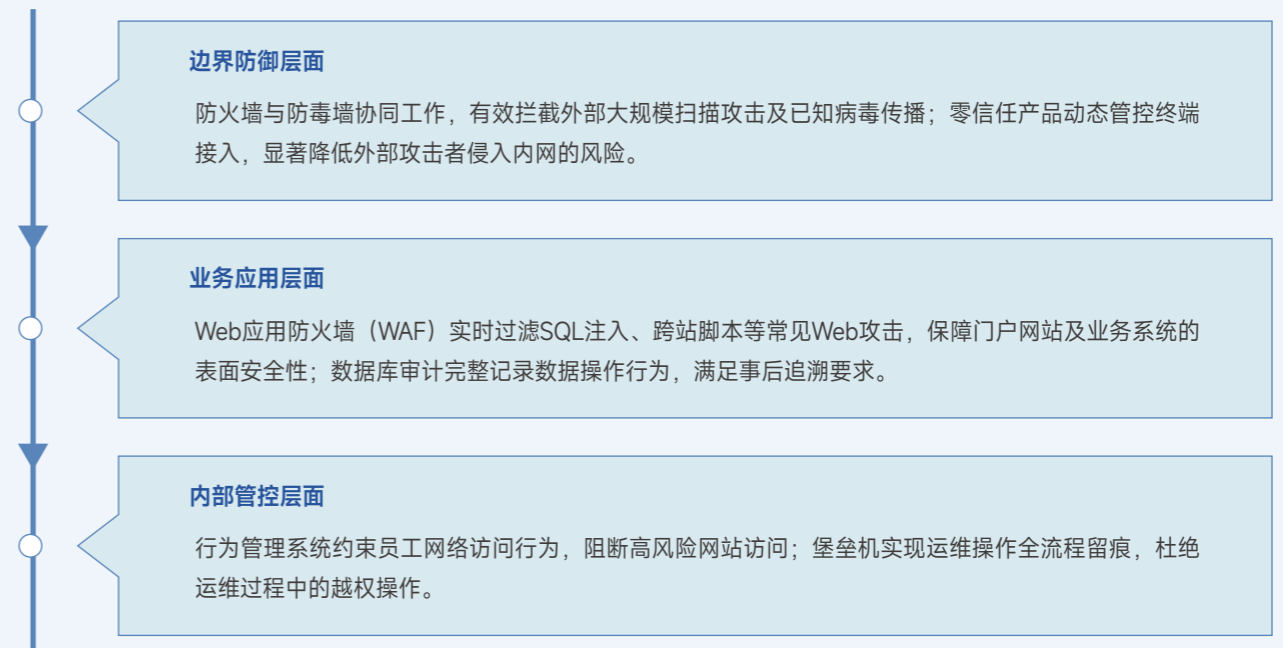 边界防御层面
防火墙与防毒墙协同工作，有效拦截外部大规模扫描攻击及已知病毒传播；零信任产品动态管控终端
接入，显著降低外部攻击者侵入内网的风险。
业务应用层面
Web应用防火墙（WAF）实时过滤SQL注入、跨站脚本等常见Web攻击，保障门户网站及业务系统的
表面安全性；数据库审计完整记录数据操作行为，满足事后追溯要求。
内部管控层面
行为管理系统约束员工网络访问行为，阻断高风险网站访问；堡垒机实现运维操作全流程留痕，杜绝
运维过程中的越权操作。